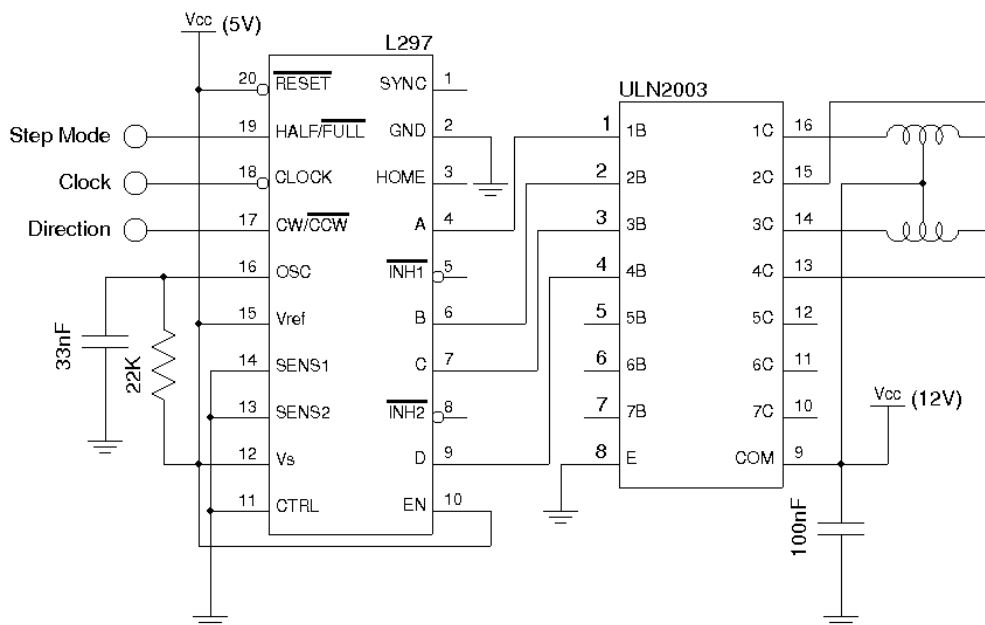 Vcc (5V)
L297
20 RESET SYNC 1
Step Mode 19 HALF/FULL GND 2
Clock 18 CLOCK HOME 3
Direction 17 CW/CCW A 4
16 OSC INH1 5
15 Vref B 6
14 SENS1 C 7
13 SENS2 INH2 8
12 Vs D 9
11 CTRL EN 10
33nF
22K
ULN2003
1 1B 1C 16
2 2B 2C 15
3 3B 3C 14
4 4B 4C 13
5 5B 5C 12
6 6B 6C 11
7 7B 7C 10
8 E COM 9
Vcc (12V)
100nF